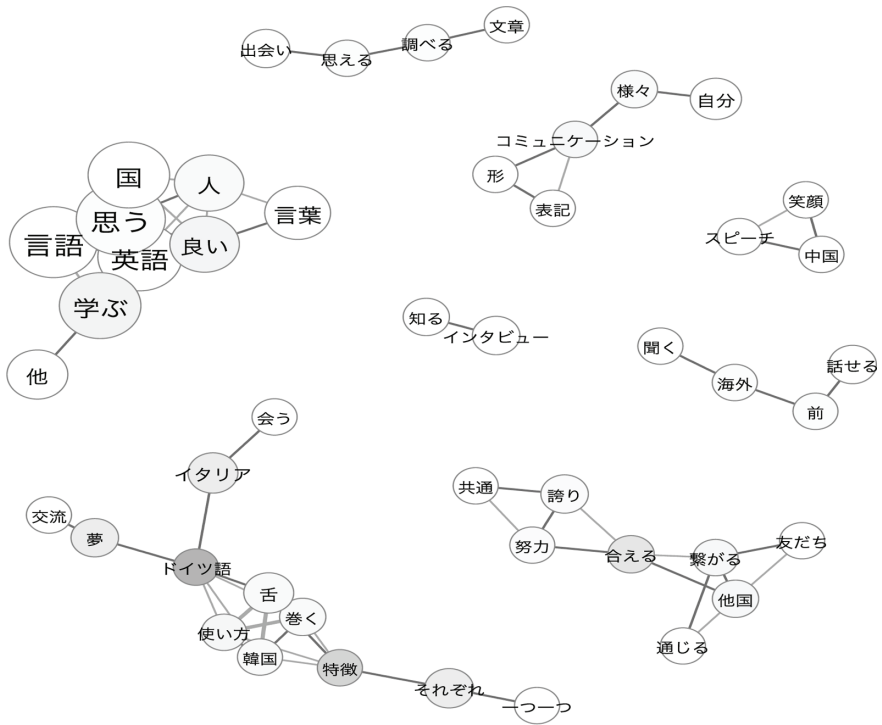 出会い
思える
調べる
文章
様々
自分
コミュニケーション
形
表記
国
人
思う
言葉
言語
英語
良い
学ぶ
他
笑顔
スピーチ
中国
知る
インタビュー
聞く
海外
前
話せる
会う
イタリア
交流
夢
ドイツ語
舌
巻く
使い方
韓国
特徴
それぞれ
一つ一つ
共通
誇り
努力
合える
繋がる
友だち
他国
通じる